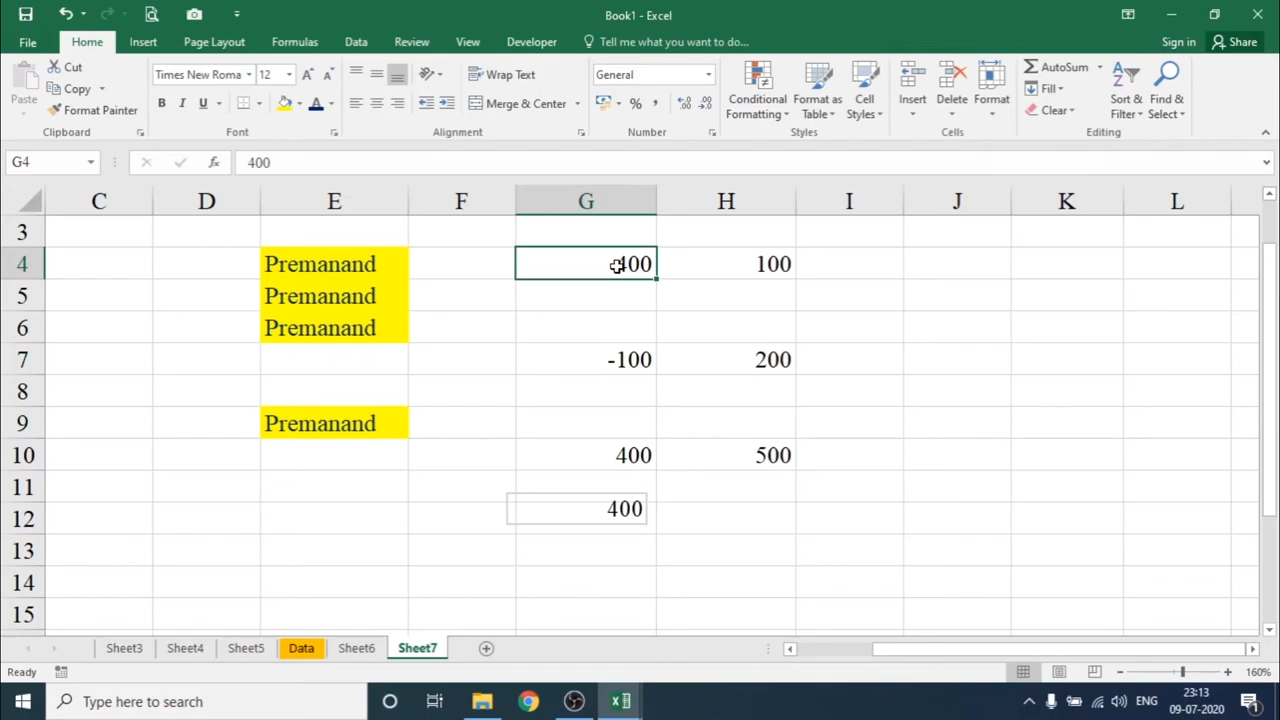 Book1 - Excel
File Home Insert Page Layout Formulas Data Review View Developer Tell me what you want to do... Sign in Share
Paste Cut Copy Format Painter Clipboard
Times New Roma 12 B I U A Font
Wrap Text Merge & Center Alignment
General % Number
Conditional Formatting Format as Table Cell Styles Styles
Insert Delete Format Cells
AutoSum Fill Clear Sort & Filter Find & Select Editing
G4 fx 400
C D E F G H I J K L
3
4 Premanand 400 100
5 Premanand
6 Premanand
7 -100 200
8
9 Premanand
10 400 500
11
400
12
13
14
15
Sheet3 Sheet4 Sheet5 Data Sheet6 Sheet7
Ready 160%
Type here to search ENG 23:13
09-07-2020 1